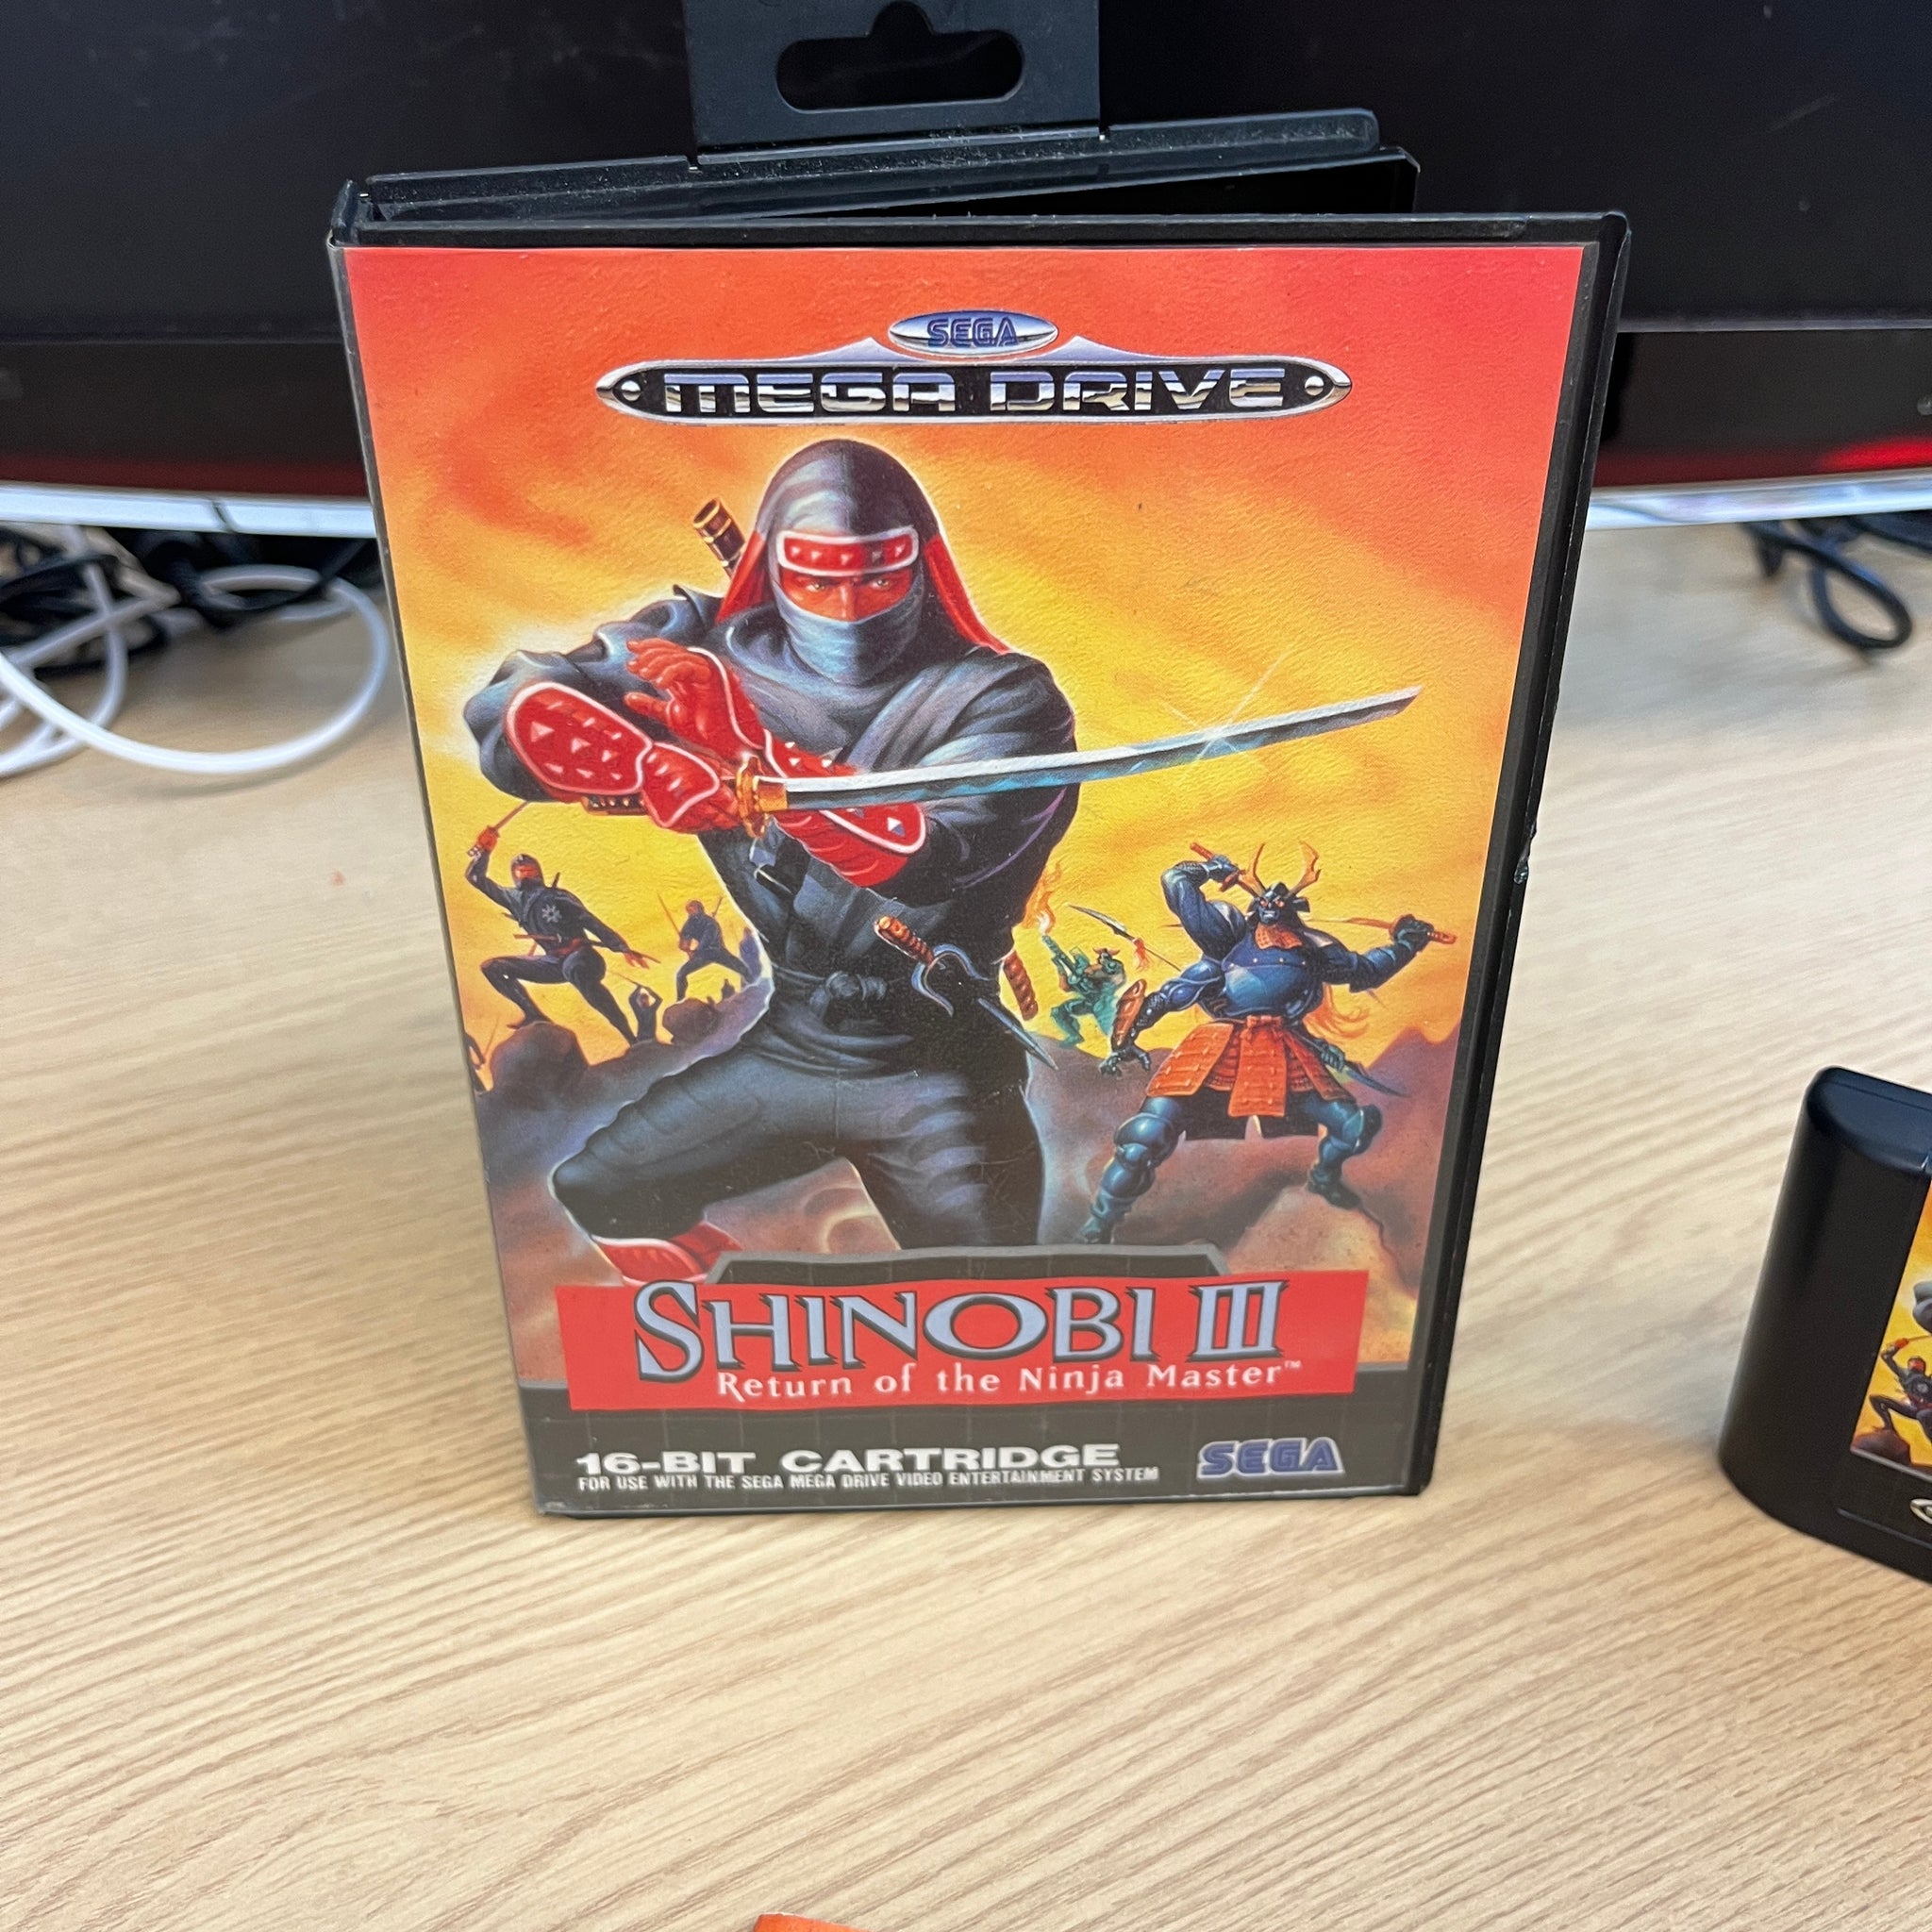 SEGA
MEGA DRIVE
SHINOBI III
Return of the Ninja Master™
16-BIT CARTRIDGE
FOR USE WITH THE SEGA MEGA DRIVE VIDEO ENTERTAINMENT SYSTEM
SEGA